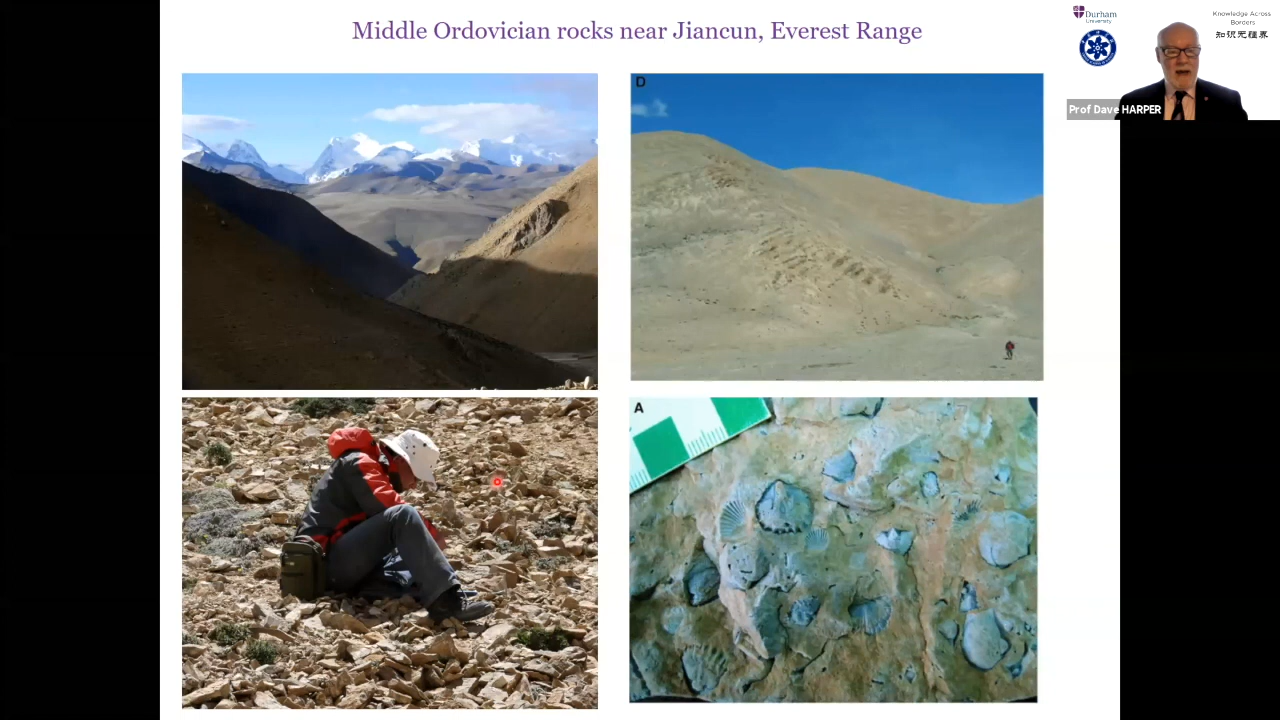 Middle Ordovician rocks near Jiancun, Everest Range
Durham
University
Knowledge Across
Borders
知识无疆界
Prof Dave HARPER
D
A